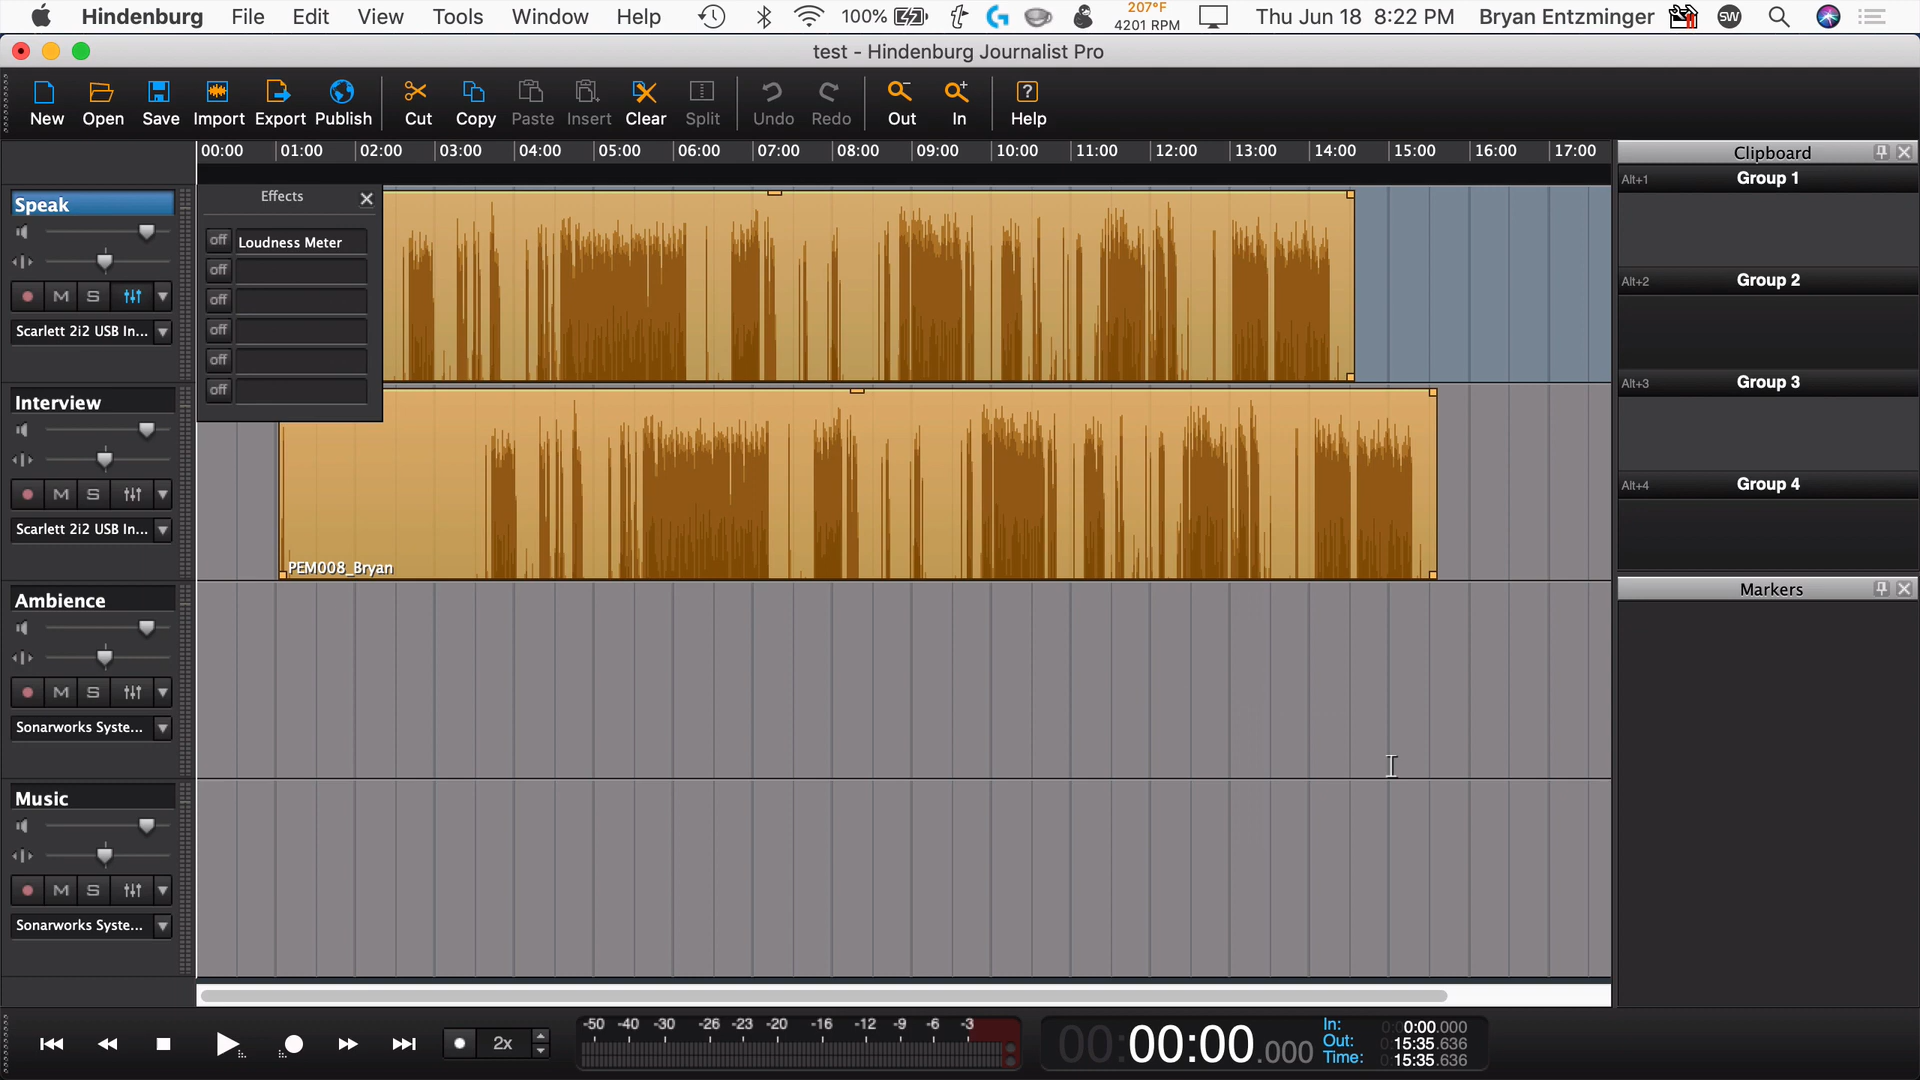 Hindenburg File Edit View Tools Window Help 100% 207°F 4201 RPM Thu Jun 18 8:22 PM Bryan Entzminger SW
test - Hindenburg Journalist Pro
New Open Save Import Export Publish Cut Copy Paste Insert Clear Split Undo Redo Out In Help
00:00 01:00 02:00 03:00 04:00 05:00 06:00 07:00 08:00 09:00 10:00 11:00 12:00 13:00 14:00 15:00 16:00 17:00
Clipboard
Alt+1 Group 1
Alt+2 Group 2
Alt+3 Group 3
Alt+4 Group 4
Markers
Speak
M S
Scarlett 2i2 USB In...
Effects
off Loudness Meter
off
off
off
off
off
Interview
M S
Scarlett 2i2 USB In...
PEM008_Bryan
Ambience
M S
Sonarworks Syste...
Music
M S
Sonarworks Syste...
2x
-50 -40 -30 -26 -23 -20 -16 -12 -9 -6 -3
00:00:00.000
In: 0:00:00.000
Out: 0:15:35.636
Time: 0:15:35.636